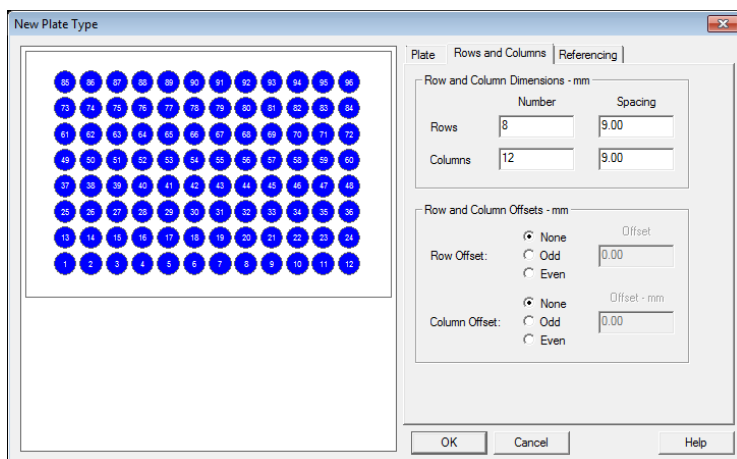 New Plate Type
85 86 87 88 89 90 91 92 93 94 95 96
73 74 75 76 77 78 79 80 81 82 83 84
61 62 63 64 65 66 67 68 69 70 71 72
49 50 51 52 53 54 55 56 57 58 59 60
37 38 39 40 41 42 43 44 45 46 47 48
25 26 27 28 29 30 31 32 33 34 35 36
13 14 15 16 17 18 19 20 21 22 23 24
1 2 3 4 5 6 7 8 9 10 11 12
Plate Rows and Columns Referencing
Row and Column Dimensions - mm
Number Spacing
Rows 8 9.00
Columns 12 9.00
Row and Column Offsets - mm
None Offset
Row Offset: Odd 0.00
Even
None Offset - mm
Column Offset: Odd 0.00
Even
OK Cancel Help